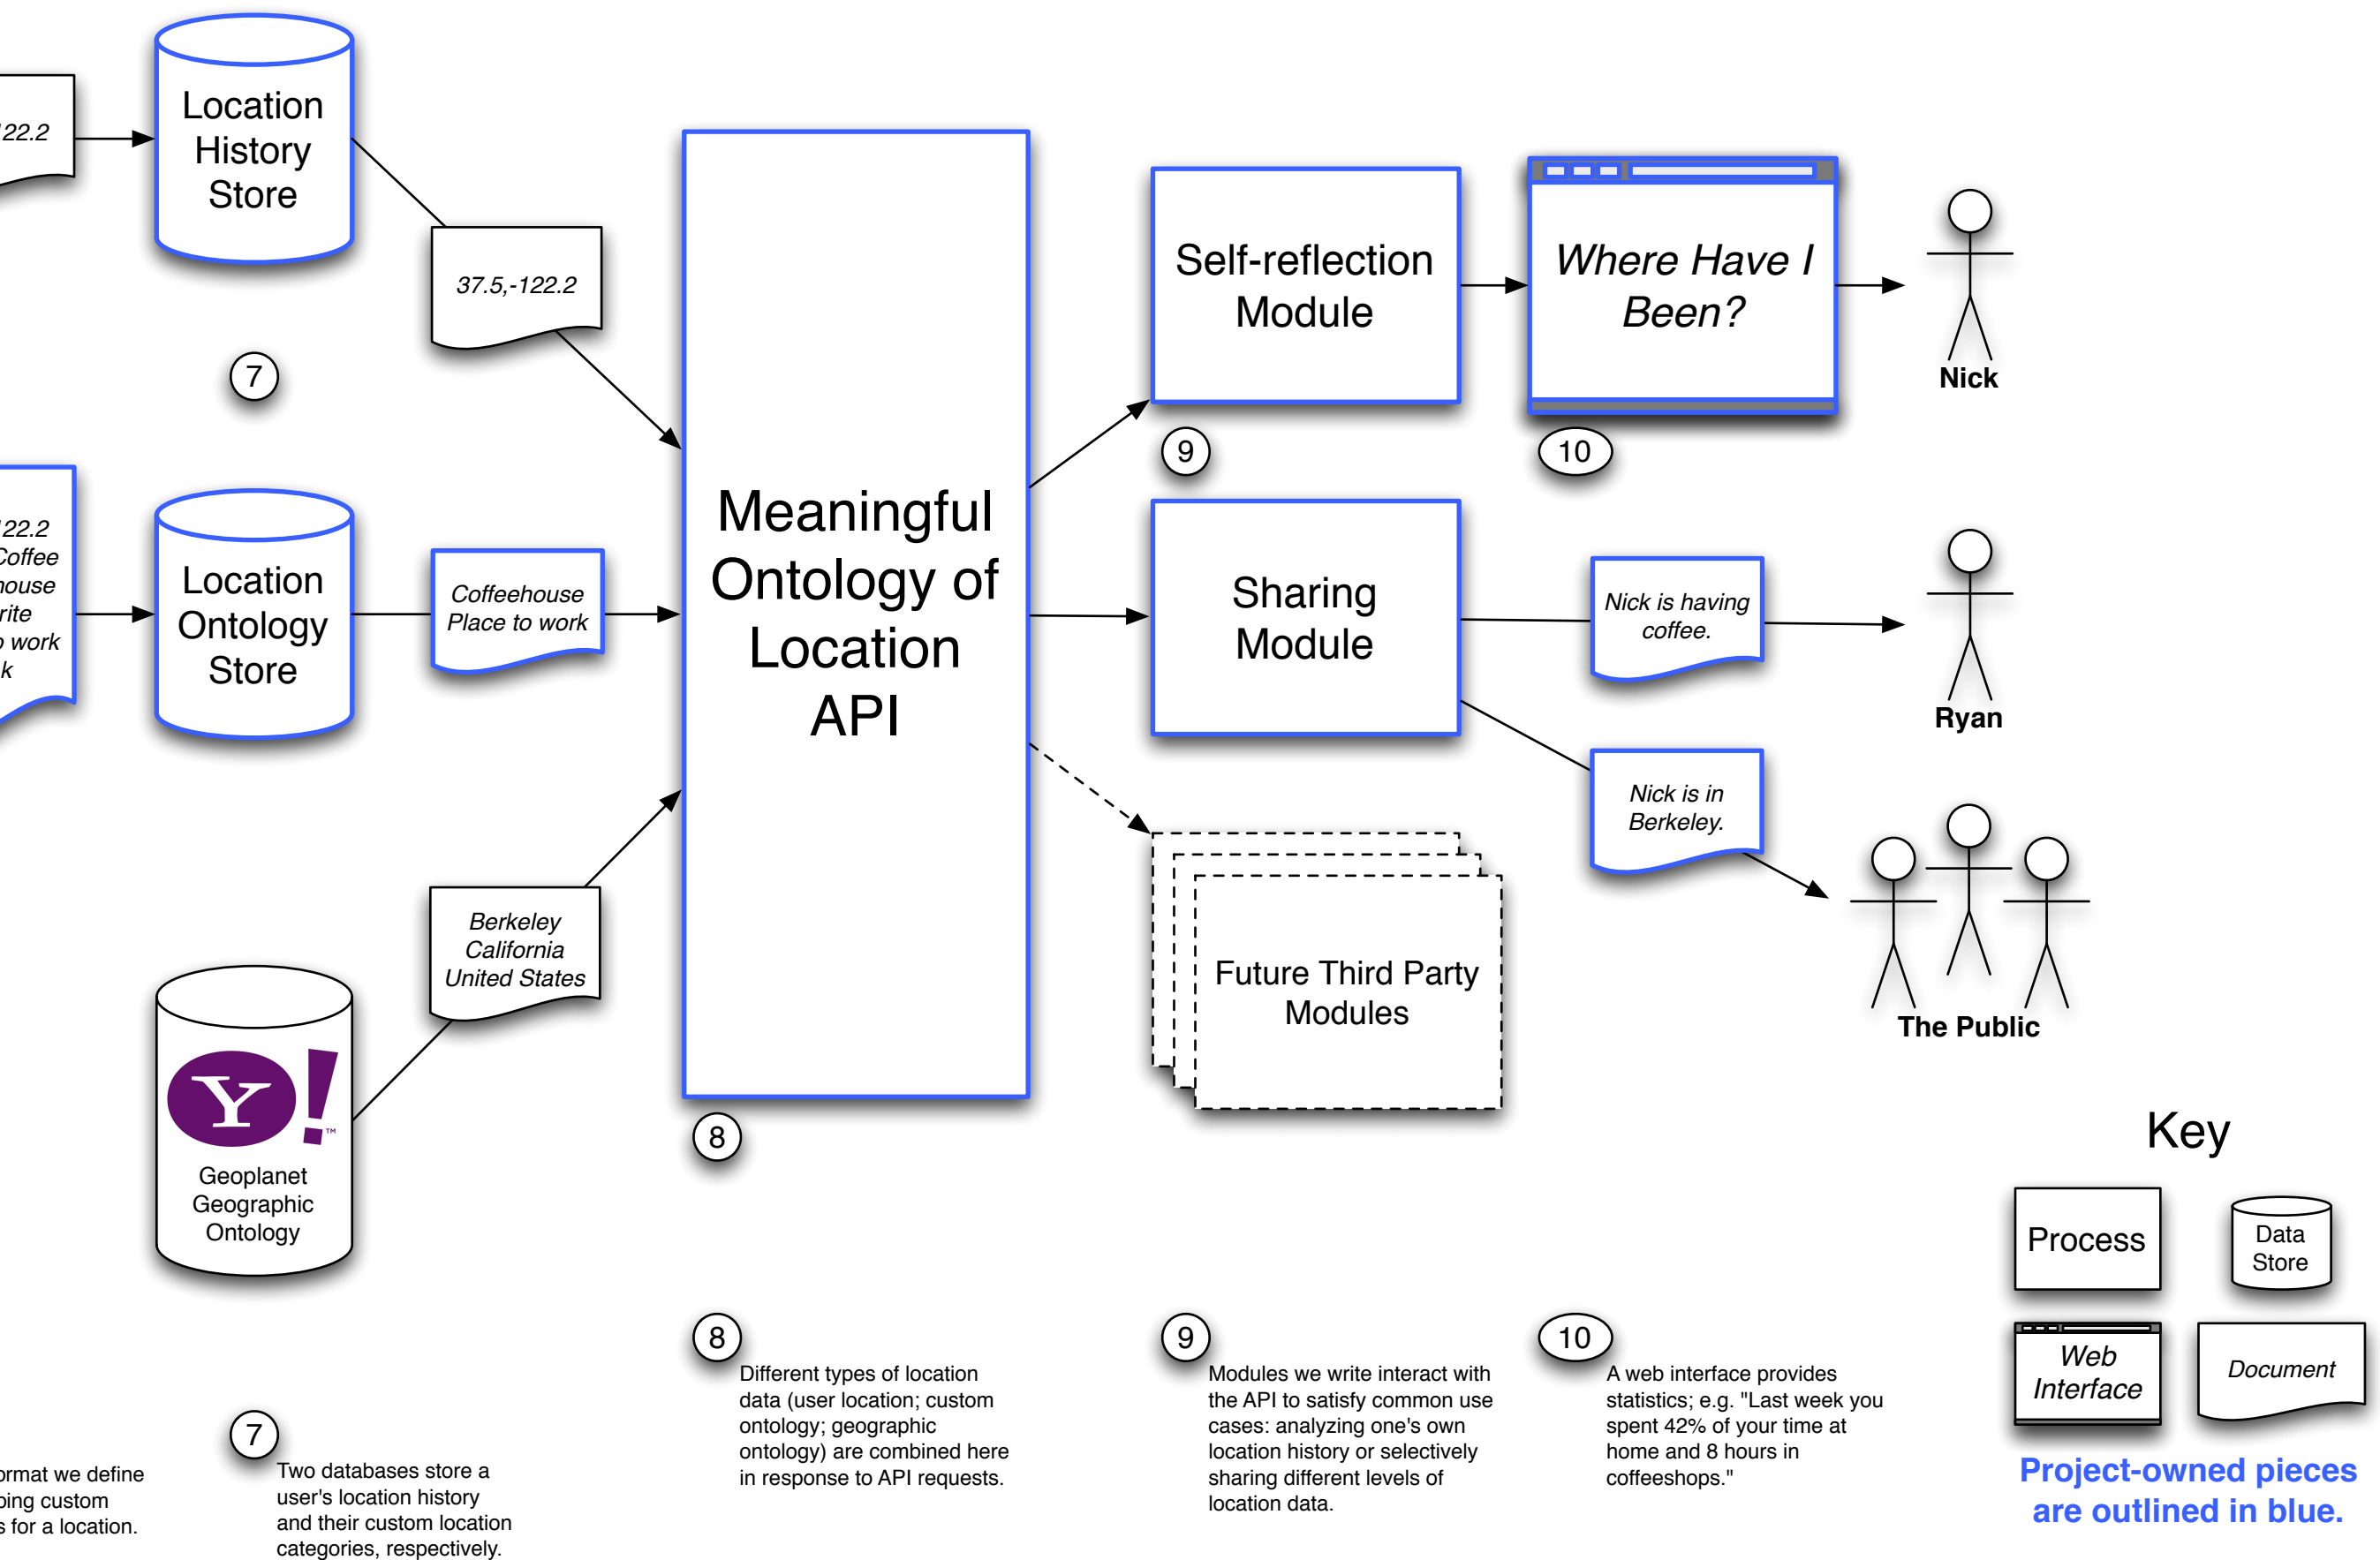 Location
History
Store
22.2
37.5,-122.2
7
Self-reflection
Module
Where Have I
Been?
Nick
9
10
22.2
Coffee
Location
Ontology
Store
work
Coffeehouse
Place to work
Meaningful
Ontology of
Location
API
Sharing
Module
Nick is having
coffee.
Ryan
Nick is in
Berkeley.
The Public
Berkeley
California
United States
Y!
TM
Geoplanet
Geographic
Ontology
8
Future Third Party
Modules
Key
Process
Data
Store
Web
Interface
Document
Project-owned pieces
are outlined in blue.
we define
custom
for a location.
7
Two databases store a
user's location history
and their custom location
categories, respectively.
8
Different types of location
data (user location; custom
ontology; geographic
ontology) are combined here
in response to API requests.
9
Modules we write interact with
the API to satisfy common use
cases: analyzing one's own
location history or selectively
sharing different levels of
location data.
10
A web interface provides
statistics; e.g. "Last week you
spent 42% of your time at
home and 8 hours in
coffeeshops."